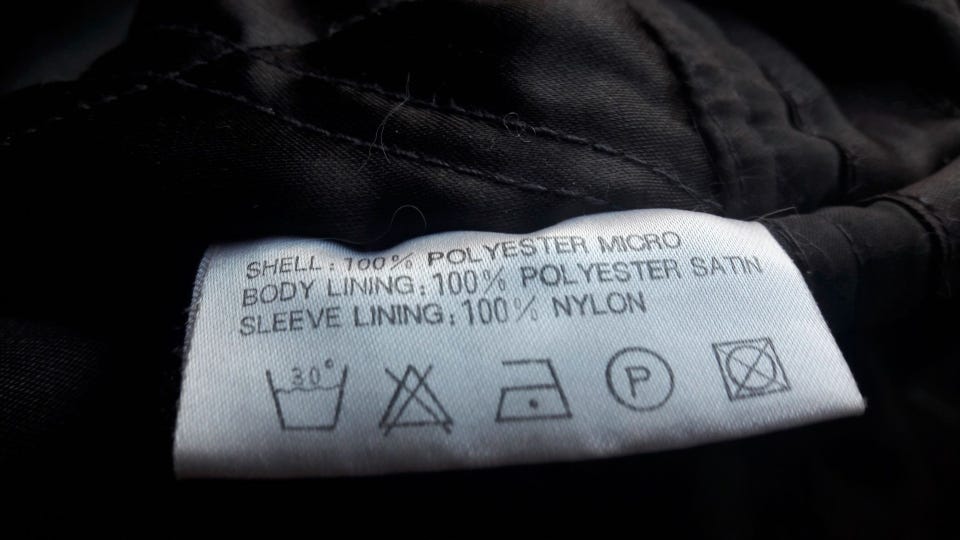 SHELL: 100% POLYESTER MICRO
BODY LINING: 100% POLYESTER SATIN
SLEEVE LINING: 100% NYLON
30° P